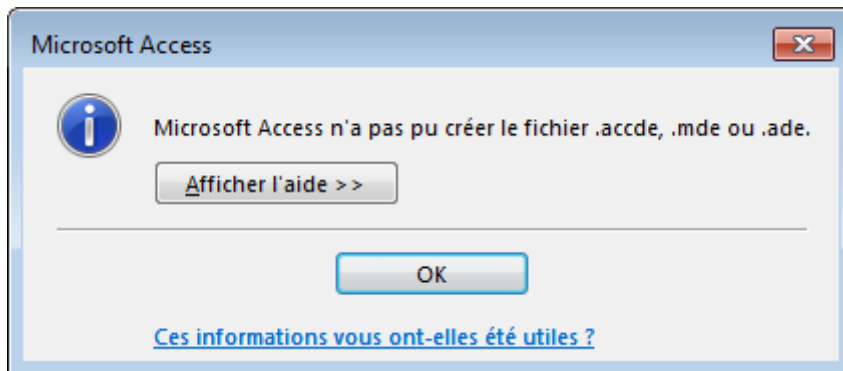 Microsoft Access
Microsoft Access n'a pas pu créer le fichier .accde, .mde ou .ade.
Afficher l'aide >>
OK
Ces informations vous ont-elles été utiles ?